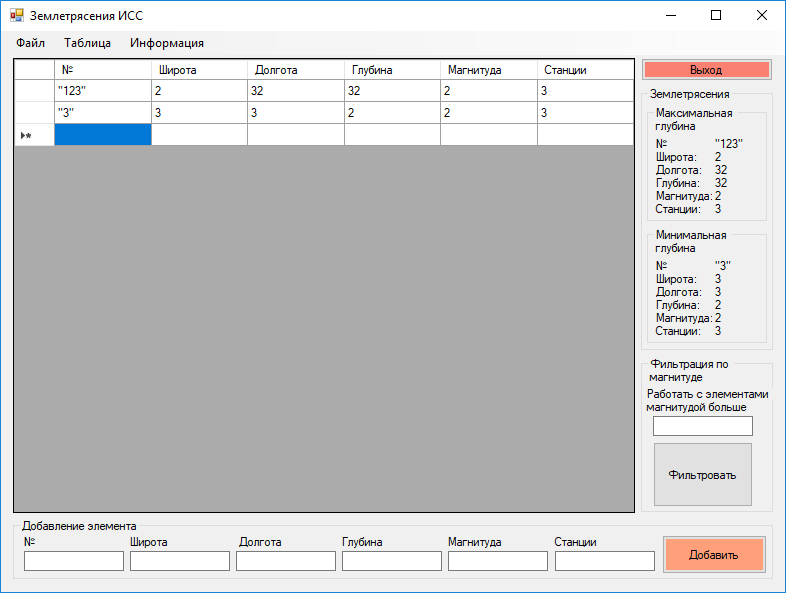 Землетрясения ИСС
Файл Таблица Информация
№ Широта Долгота Глубина Магнитуда Станции
"123" 2 32 32 2 3
"3" 3 3 2 2 3
Выход
Землетрясения
Максимальная
глубина
№ "123"
Широта: 2
Долгота: 32
Глубина: 32
Магнитуда: 2
Станции: 3
Минимальная
глубина
№ "3"
Широта: 3
Долгота: 3
Глубина: 2
Магнитуда: 2
Станции: 3
Фильтрация по
магнитуде
Работать с элементами
магнитудой больше
Фильтровать
Добавление элемента
№ Широта Долгота Глубина Магнитуда Станции
Добавить